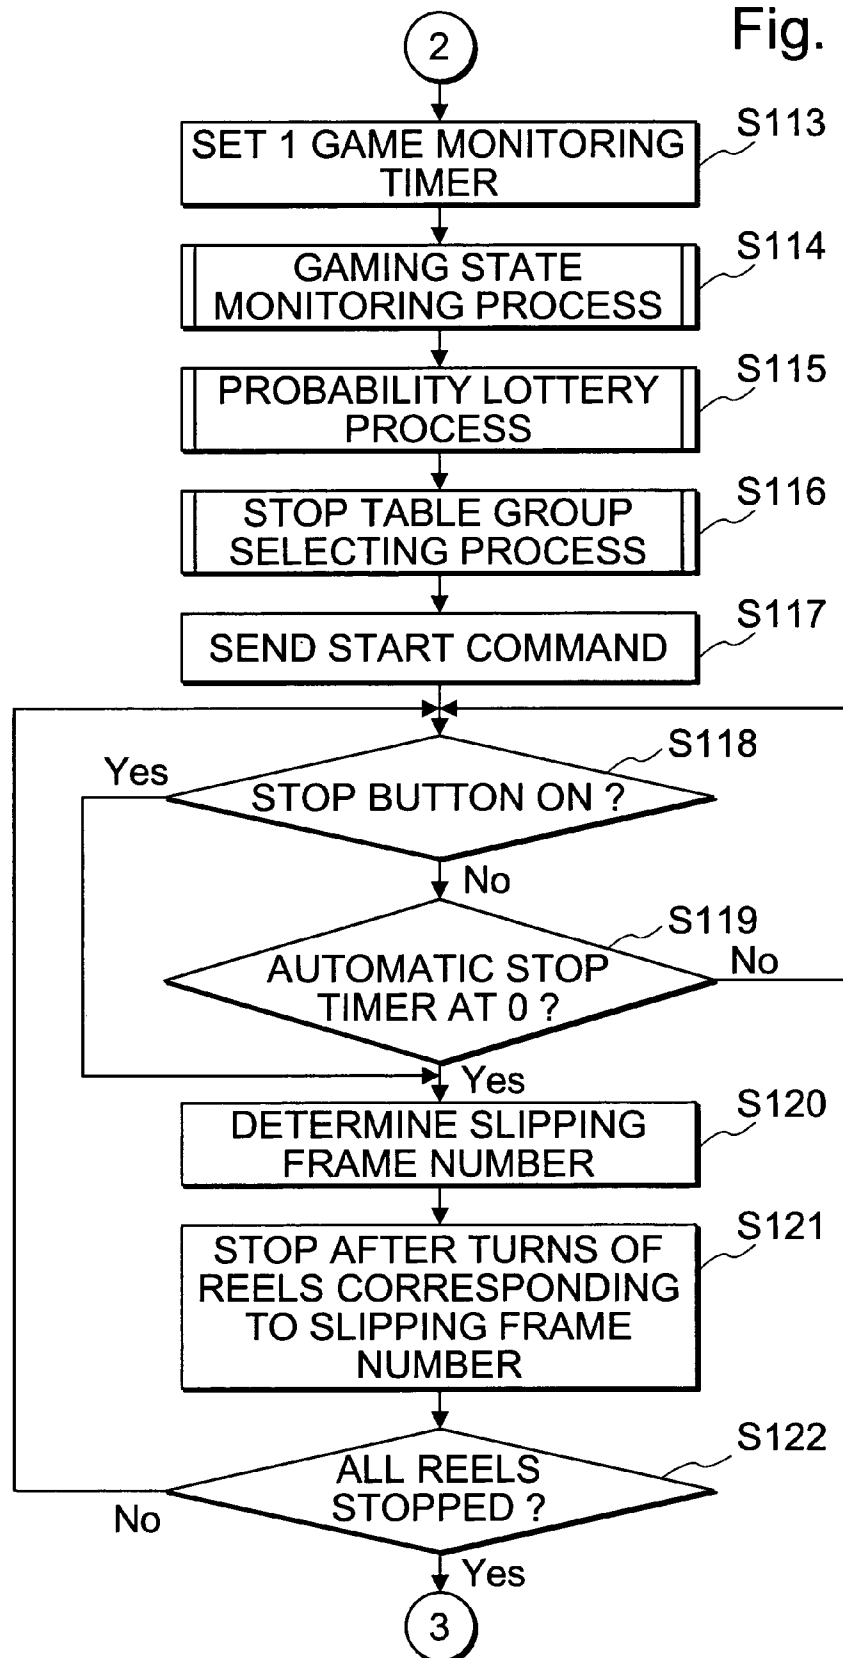 Fig.
2
SET 1 GAME MONITORING
TIMER
S113
GAMING STATE
MONITORING PROCESS
S114
PROBABILITY LOTTERY
PROCESS
S115
STOP TABLE GROUP
SELECTING PROCESS
S116
SEND START COMMAND
S117
STOP BUTTON ON ?
S118
Yes
No
AUTOMATIC STOP
TIMER AT 0 ?
S119
No
Yes
DETERMINE SLIPPING
FRAME NUMBER
S120
STOP AFTER TURNS OF
REELS CORRESPONDING
TO SLIPPING FRAME
NUMBER
S121
ALL REELS
STOPPED ?
S122
No
Yes
3